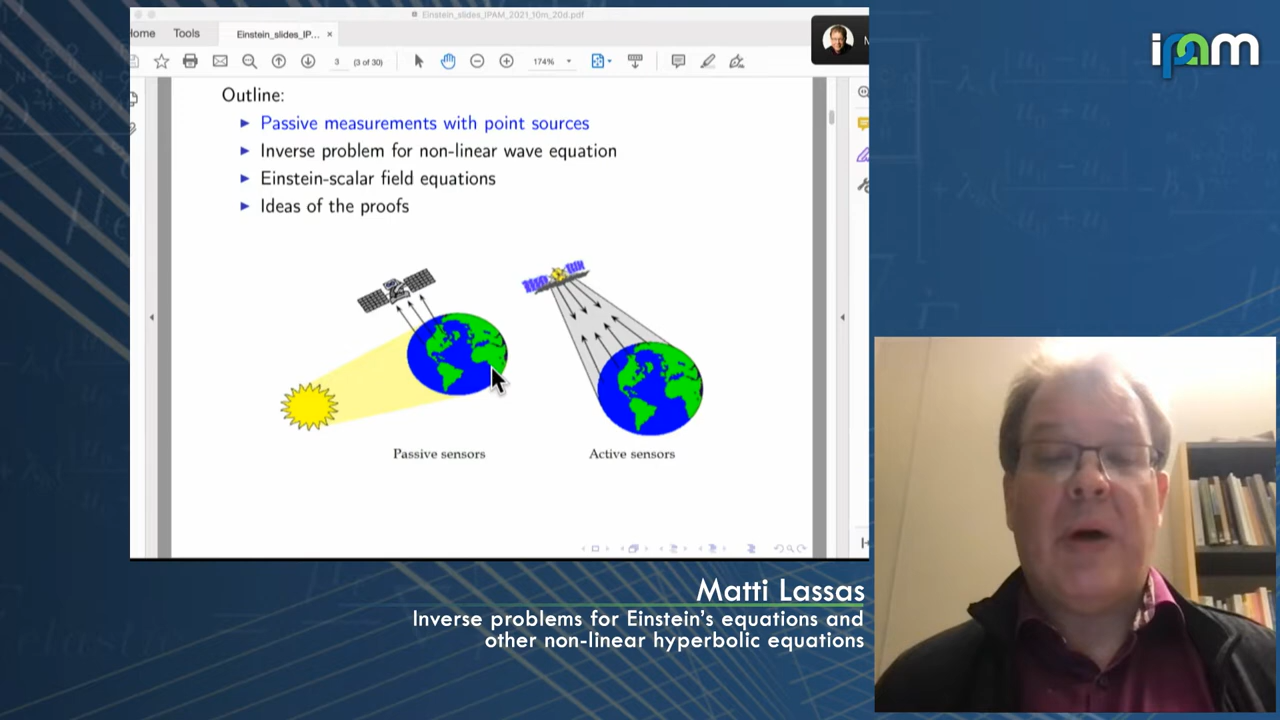 Einstein_slides_IPAM_2021_10m_20d.pdf
ipam
Home
Tools
Einstein_slides_IP... ×
3 (3 of 30)
174%
Outline:
Passive measurements with point sources
Inverse problem for non-linear wave equation
Einstein-scalar field equations
Ideas of the proofs
Passive sensors
Active sensors
Matti Lassas
Inverse problems for Einstein's equations and
other non-linear hyperbolic equations